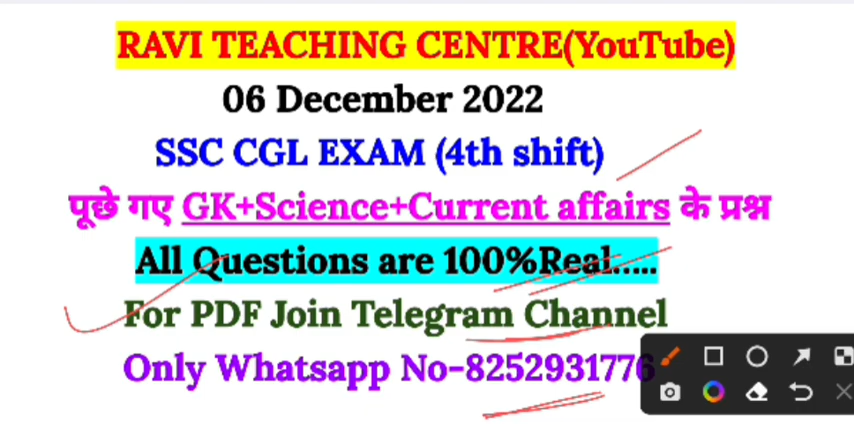 RAVI TEACHING CENTRE(YouTube)
06 December 2022
SSC CGL EXAM (4th shift)
पूछे गए GK+Science+Current affairs के प्रश्न
All Questions are 100%Real.....
For PDF Join Telegram Channel
Only Whatsapp No-8252931776